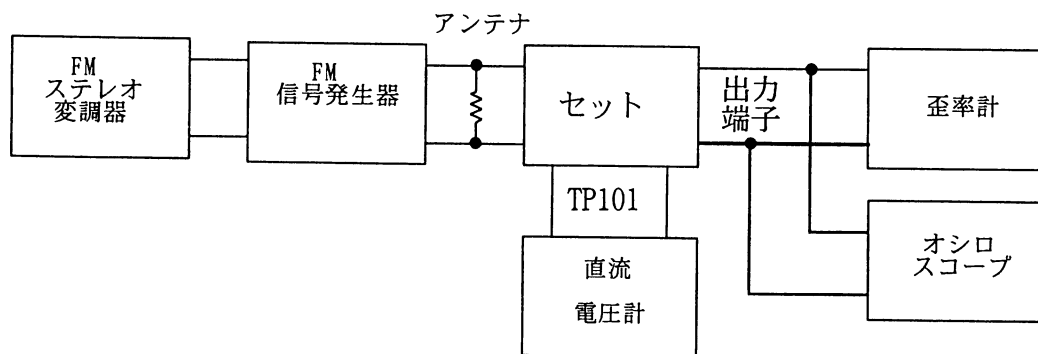 アンテナ
FM
ステレオ
変調器
FM
信号発生器
セット
出力
端子
歪率計
TP101
直流
電圧計
オシロ
スコープ